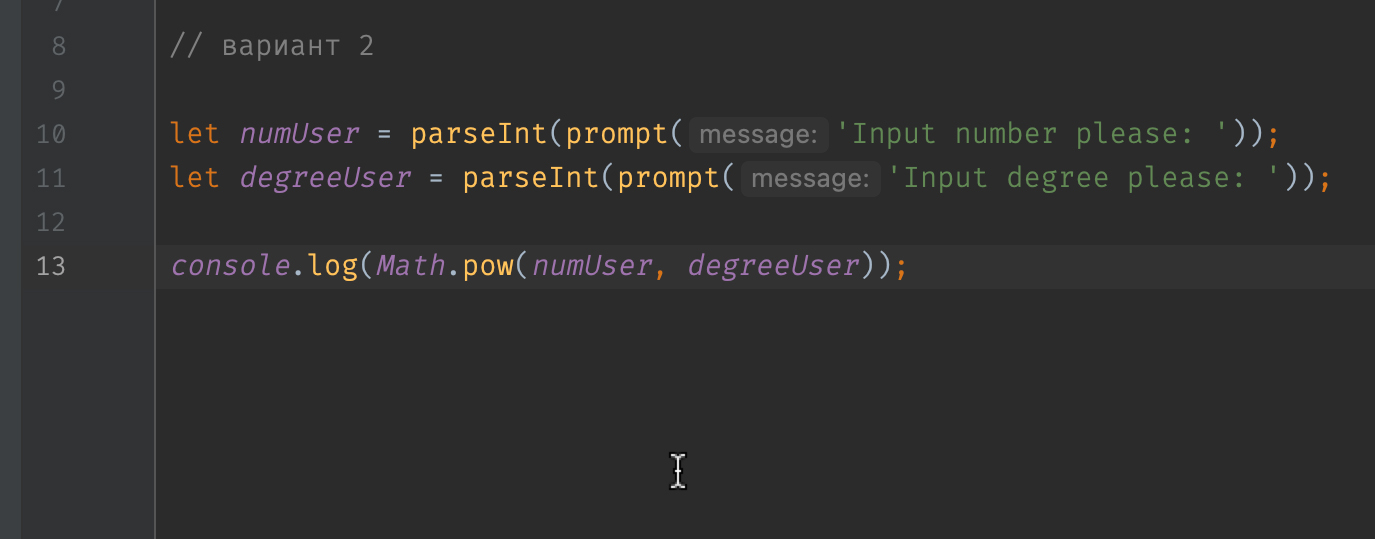 8 // вариант 2
9
10 let numUser = parseInt(prompt( message: 'Input number please: '));
11 let degreeUser = parseInt(prompt( message: 'Input degree please: '));
12
13 console.log(Math.pow(numUser, degreeUser));